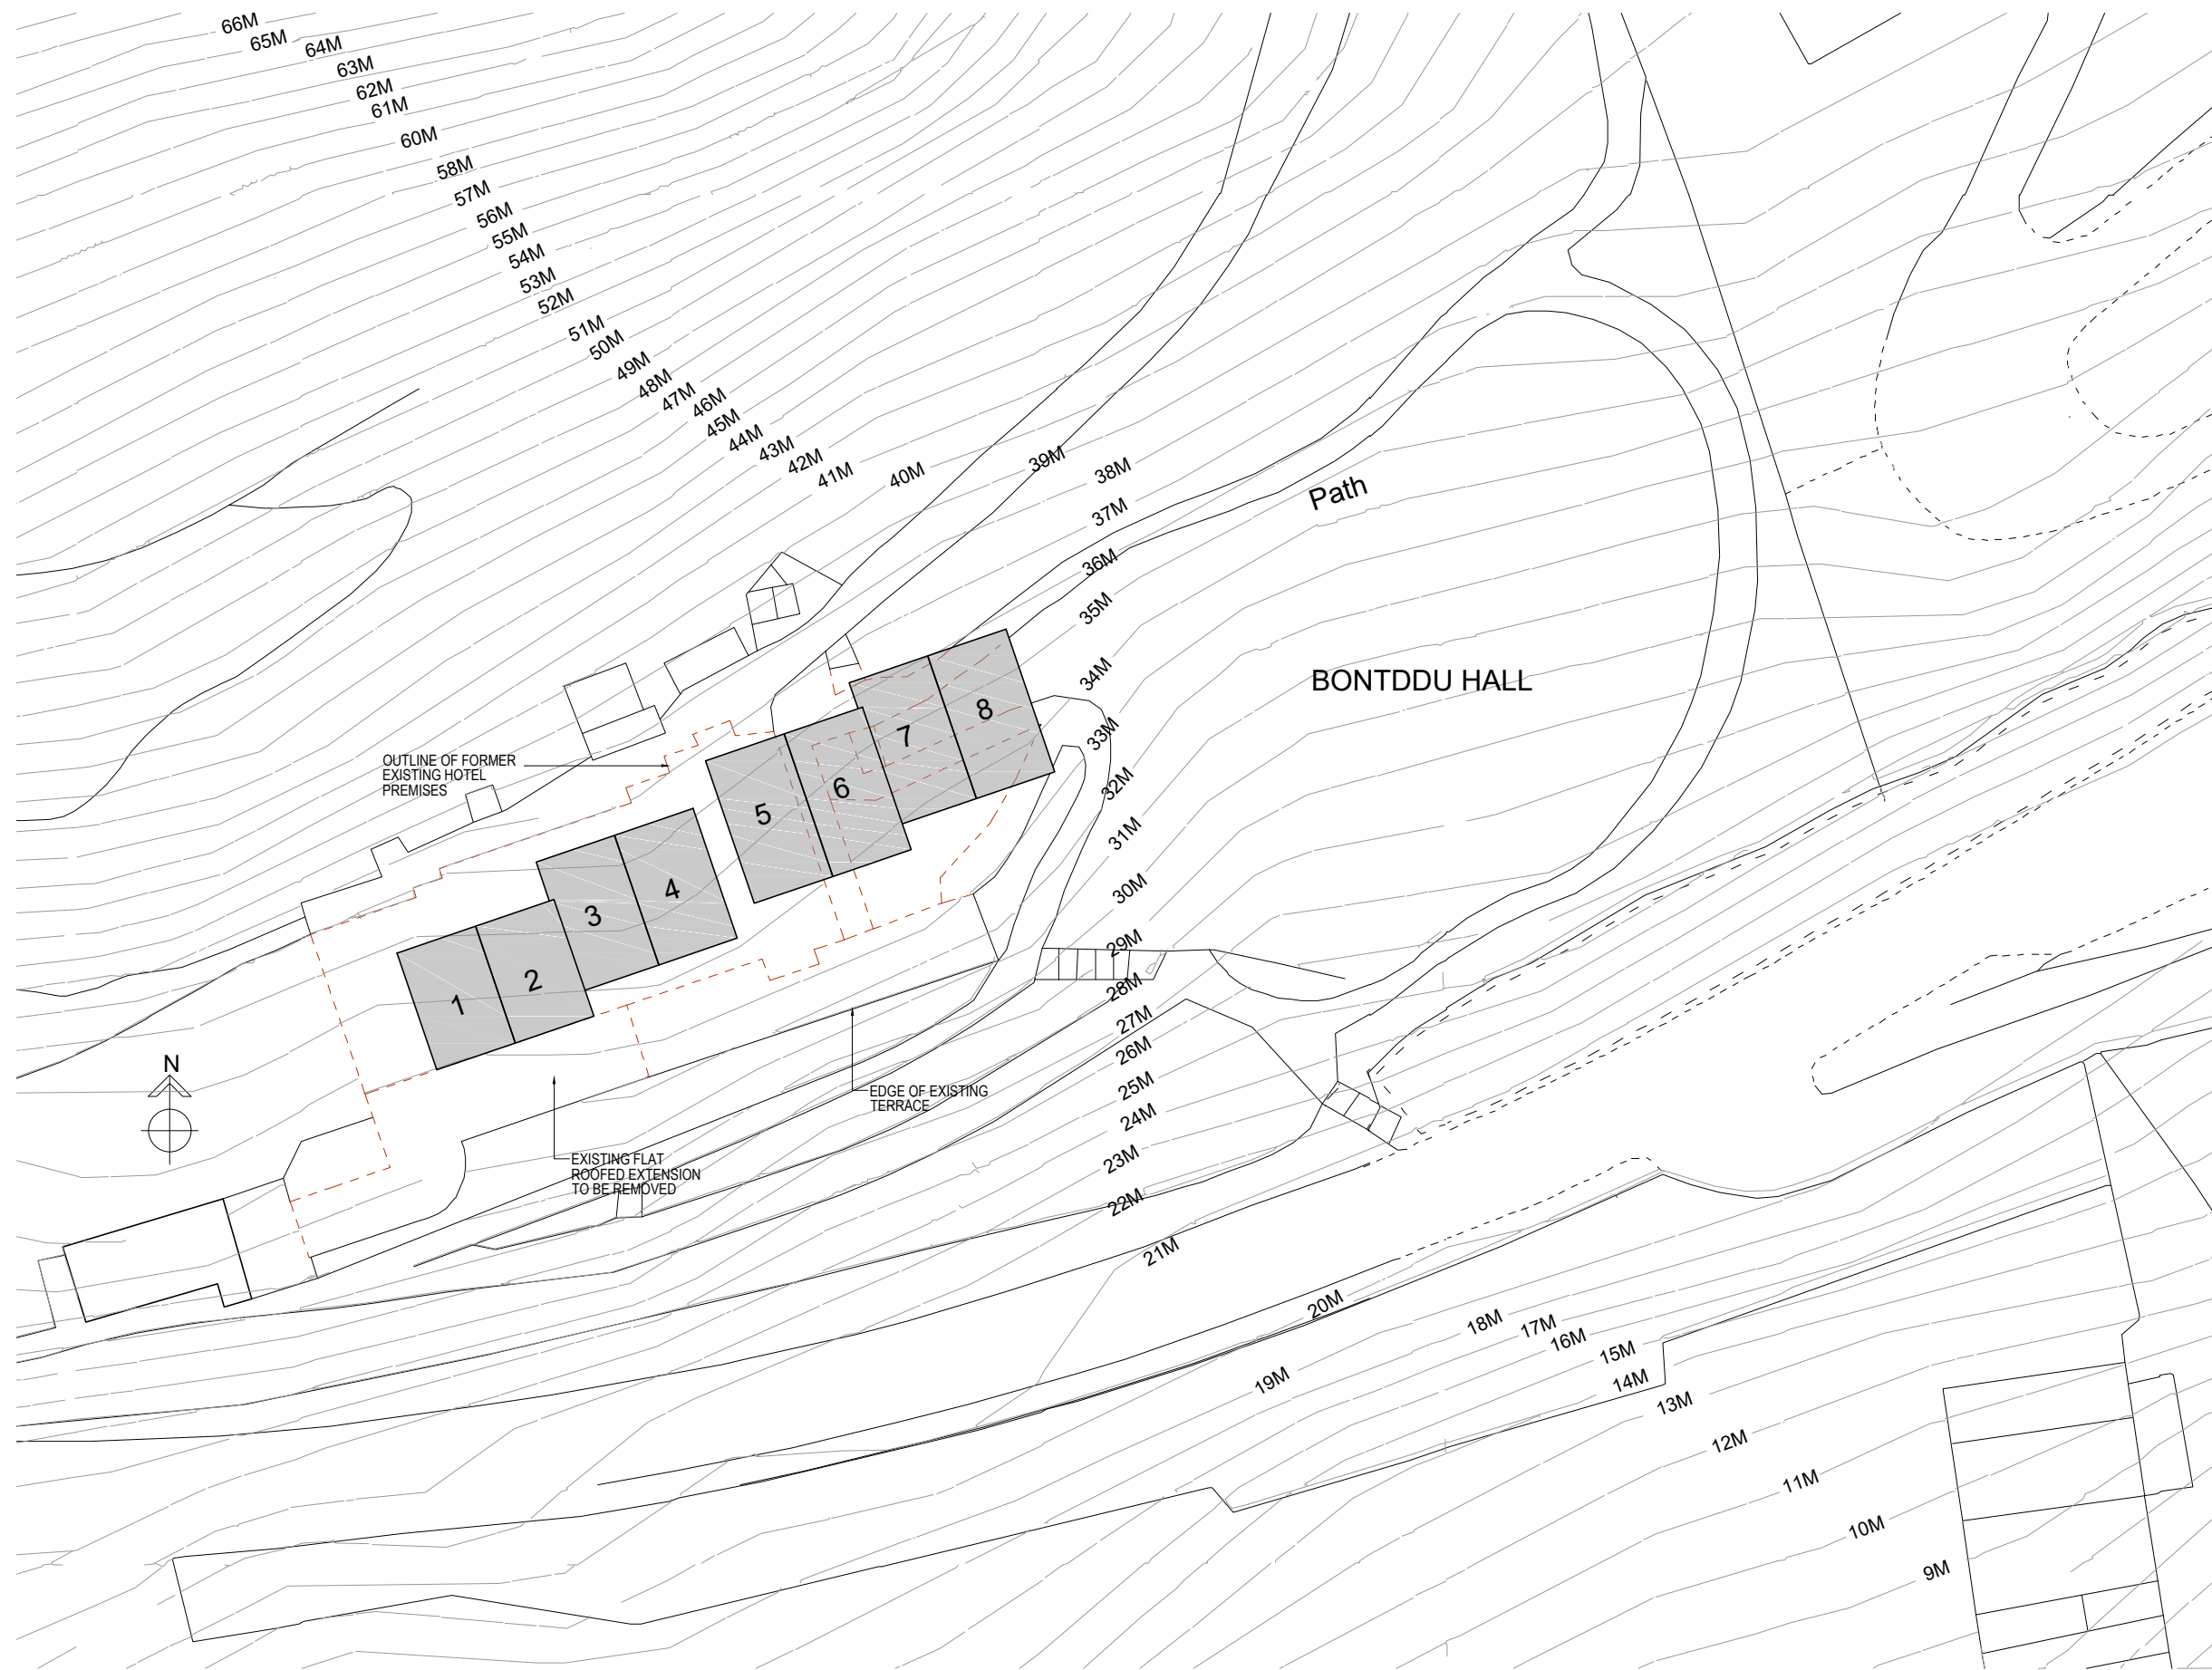 66M
65M
64M
63M
62M
61M
60M
58M
57M
56M
55M
54M
53M
52M
51M
50M
49M
48M
47M
46M
45M
44M
43M
42M
41M
40M
39M
38M
37M
36M
35M
34M
33M
32M
31M
30M
29M
28M
27M
26M
25M
24M
23M
22M
21M
20M
19M
18M
17M
16M
15M
14M
13M
12M
11M
10M
9M
Path
BONTDDU HALL
OUTLINE OF FORMER
EXISTING HOTEL
PREMISES
1
2
3
4
5
6
7
8
N
EDGE OF EXISTING
TERRACE
EXISTING FLAT
ROOFED EXTENSION
TO BE REMOVED